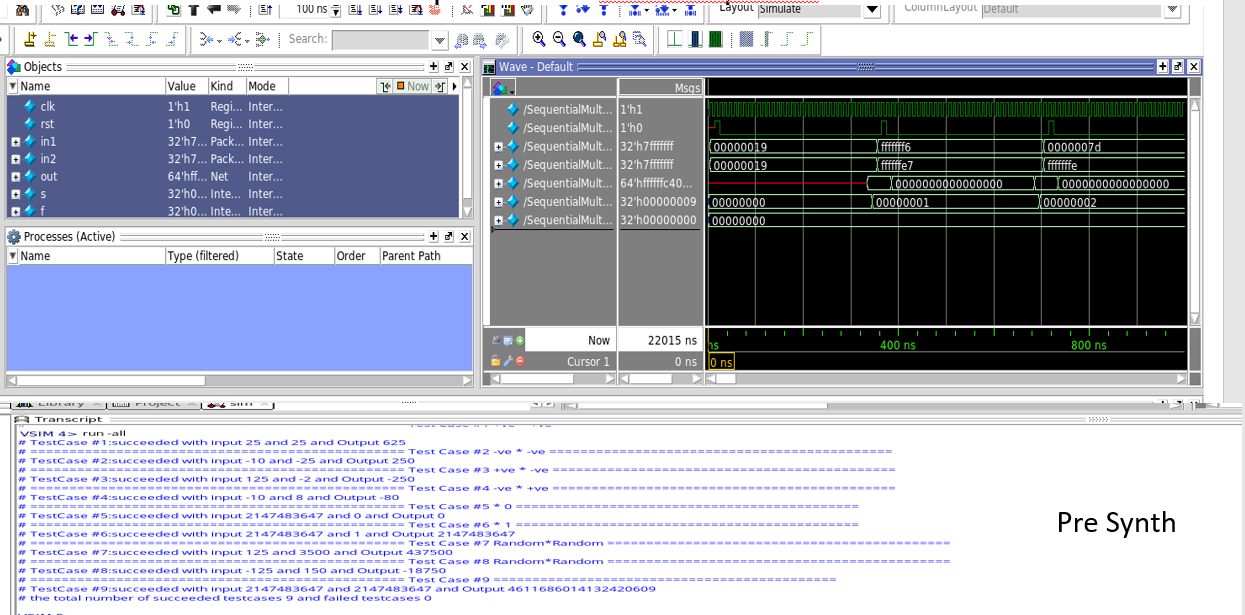 100 ns
Layout Simulate
ColumnLayout Default
Search:
Objects
Name Value Kind Mode Now
clk 1'h1 Regi... Inter...
rst 1'h0 Regi... Inter...
in1 32'h7... Pack... Inter...
in2 32'h7... Pack... Inter...
out 64'hff... Net Inter...
s 32'h0... Inte... Inter...
f 32'h0... Inte... Inter...
Processes (Active)
Name Type (filtered) State Order Parent Path
Wave - Default
Msgs
/SequentialMult... 1'h1
/SequentialMult... 1'h0
/SequentialMult... 32'h7fffffff 00000019 fffffff6 0000007d
/SequentialMult... 32'h7fffffff 00000019 ffffffe7 fffffffe
/SequentialMult... 64'hffffffc40... 0000000000000000 0000000000000000
/SequentialMult... 32'h00000009 00000000 00000001 00000002
/SequentialMult... 32'h00000000 00000000
Now 22015 ns ns 400 ns 800 ns
Cursor 1 0 ns 0 ns
Library Project sim
Transcript
VSIM 4> run -all
# TestCase #1:succeeded with input 25 and 25 and Output 625
# ========================================== Test Case #2 -ve * -ve ==========================================
# TestCase #2:succeeded with input -10 and -25 and Output 250
# ========================================== Test Case #3 +ve * -ve ==========================================
# TestCase #3:succeeded with input 125 and -2 and Output -250
# ========================================== Test Case #4 -ve * +ve ==========================================
# TestCase #4:succeeded with input -10 and 8 and Output -80
# ========================================== Test Case #5 * 0 ==========================================
# TestCase #5:succeeded with input 2147483647 and 0 and Output 0
# ========================================== Test Case #6 * 1 ==========================================
# TestCase #6:succeeded with input 2147483647 and 1 and Output 2147483647
# ========================================== Test Case #7 Random*Random ==========================================
# TestCase #7:succeeded with input 125 and 3500 and Output 437500
# ========================================== Test Case #8 Random*Random ==========================================
# TestCase #8:succeeded with input -125 and 150 and Output -18750
# ========================================== Test Case #9 ==========================================
# TestCase #9:succeeded with input 2147483647 and 2147483647 and Output 4611686014132420609
# the total number of succeeded testcases 9 and failed testcases 0
Pre Synth